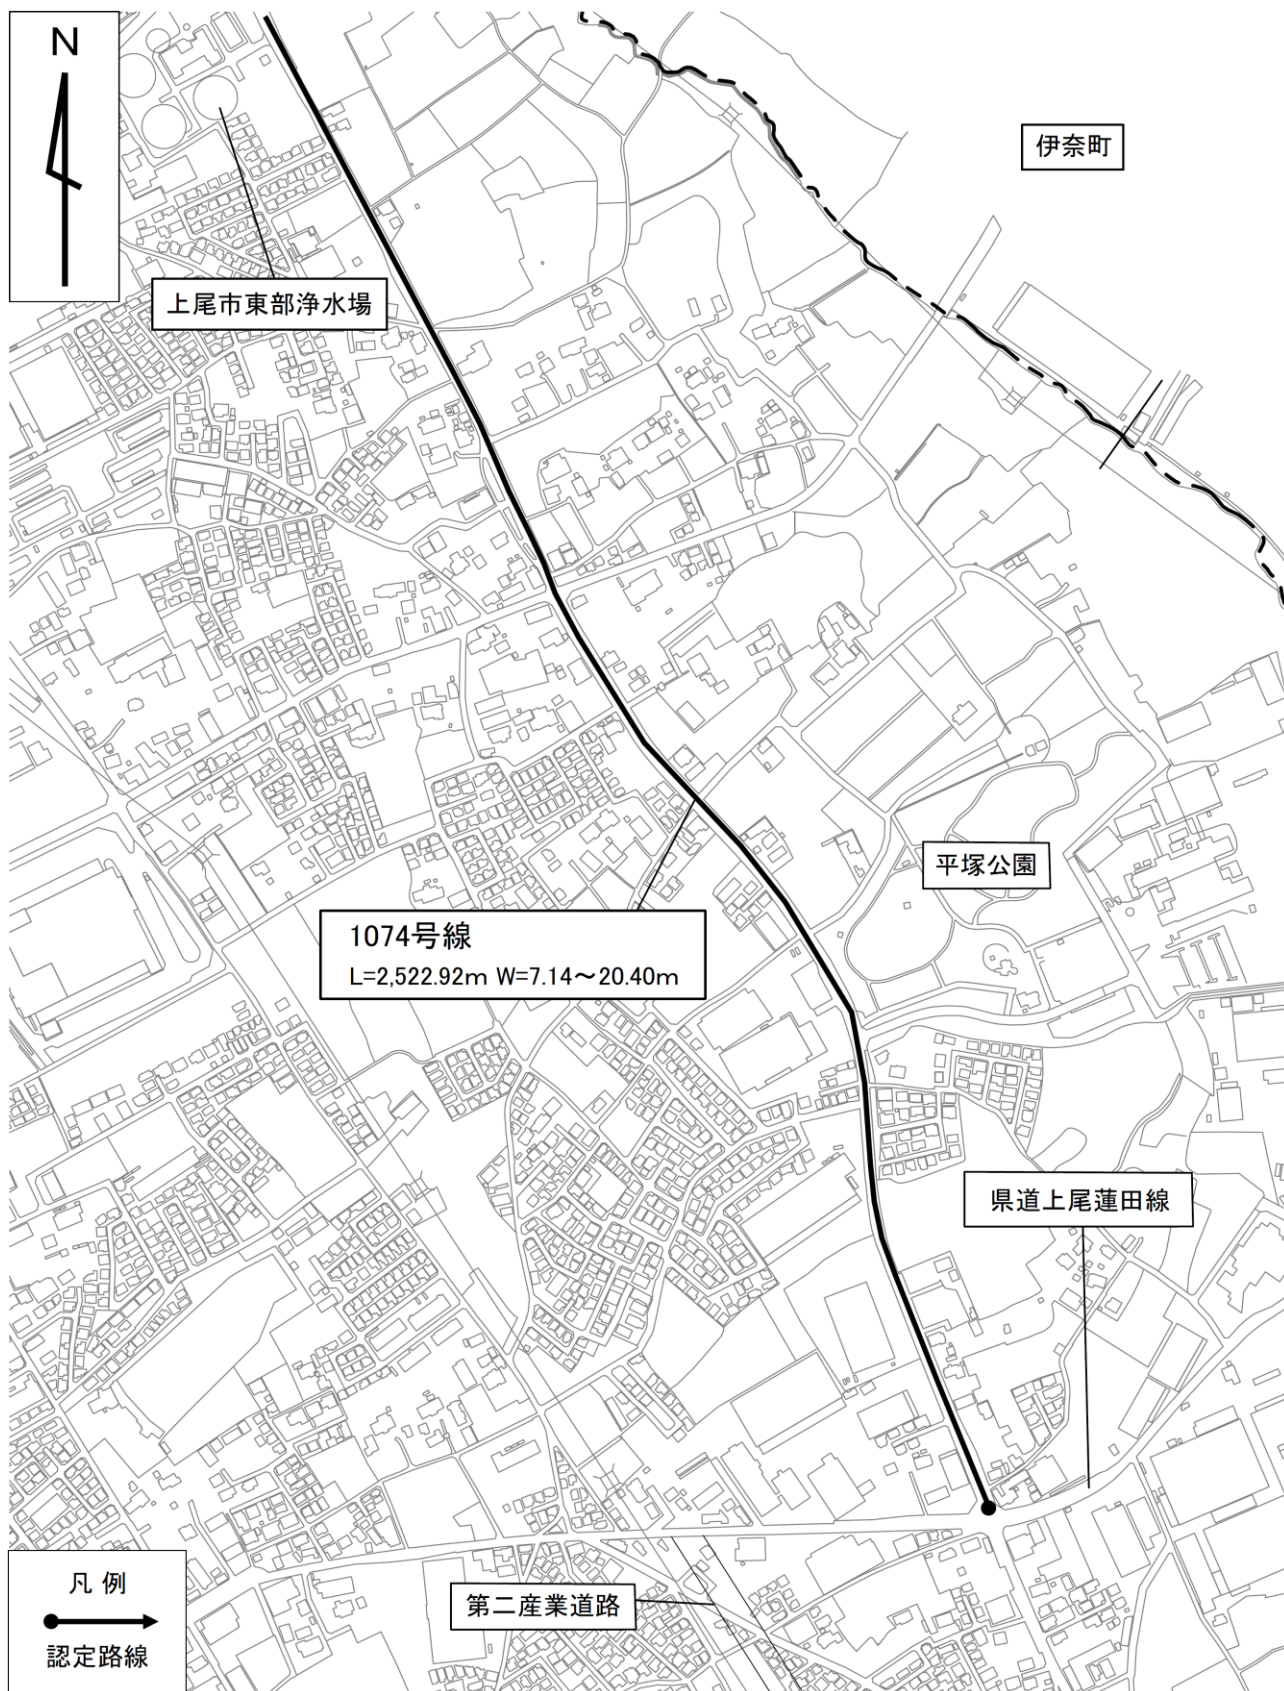 N
伊奈町
上尾市東部浄水場
平塚公園
1074号線
L=2,522.92m W=7.14～20.40m
県道上尾蓮田線
凡 例
認定路線
第二産業道路